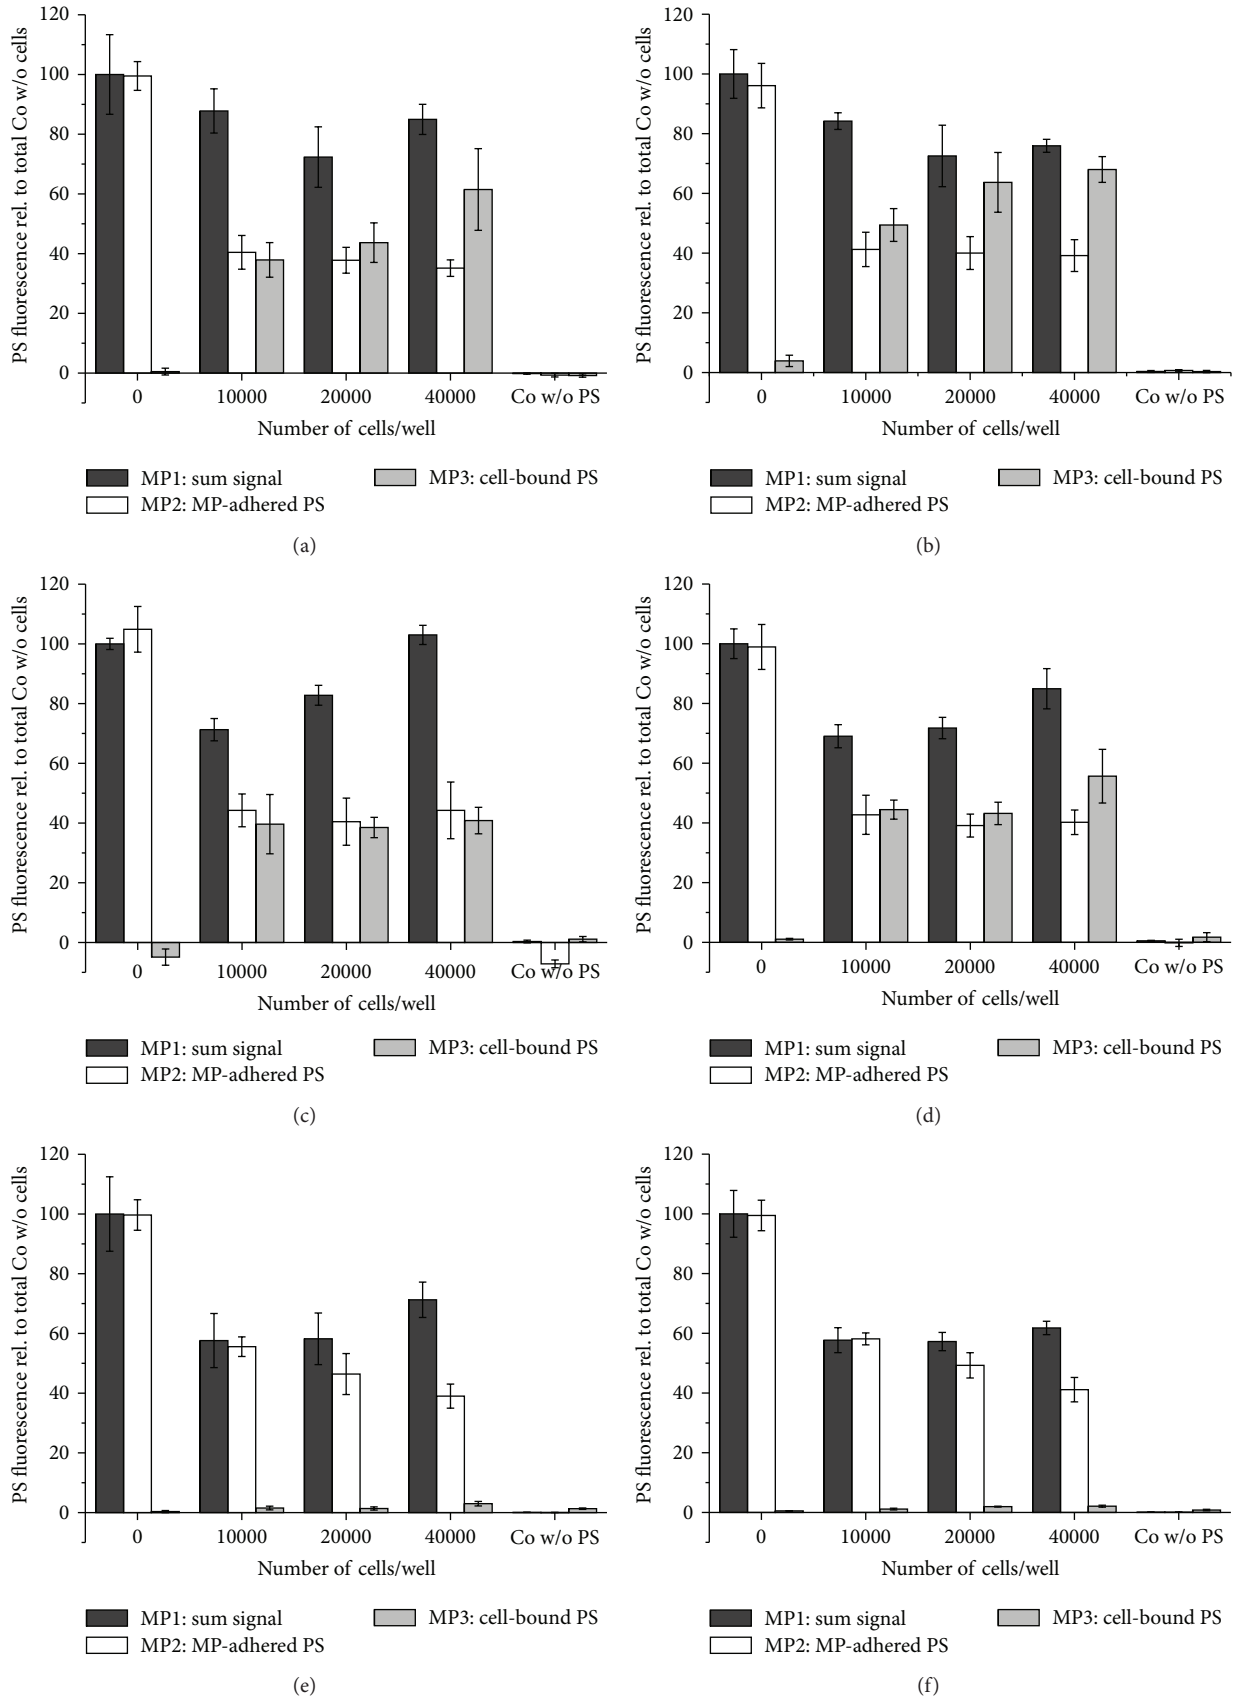 PS fluorescence rel. to total Co w/o cells
120
100
80
60
40
20
0
0 10000 20000 40000 Co w/o PS
Number of cells/well
MP1: sum signal
MP2: MP-adhered PS
MP3: cell-bound PS
(a)
PS fluorescence rel. to total Co w/o cells
120
100
80
60
40
20
0
0 10000 20000 40000 Co w/o PS
Number of cells/well
MP1: sum signal
MP2: MP-adhered PS
MP3: cell-bound PS
(b)
PS fluorescence rel. to total Co w/o cells
120
100
80
60
40
20
0
0 10000 20000 40000 Co w/o PS
Number of cells/well
MP1: sum signal
MP2: MP-adhered PS
MP3: cell-bound PS
(c)
PS fluorescence rel. to total Co w/o cells
120
100
80
60
40
20
0
0 10000 20000 40000 Co w/o PS
Number of cells/well
MP1: sum signal
MP2: MP-adhered PS
MP3: cell-bound PS
(d)
PS fluorescence rel. to total Co w/o cells
120
100
80
60
40
20
0
0 10000 20000 40000 Co w/o PS
Number of cells/well
MP1: sum signal
MP2: MP-adhered PS
MP3: cell-bound PS
(e)
PS fluorescence rel. to total Co w/o cells
120
100
80
60
40
20
0
0 10000 20000 40000 Co w/o PS
Number of cells/well
MP1: sum signal
MP2: MP-adhered PS
MP3: cell-bound PS
(f)